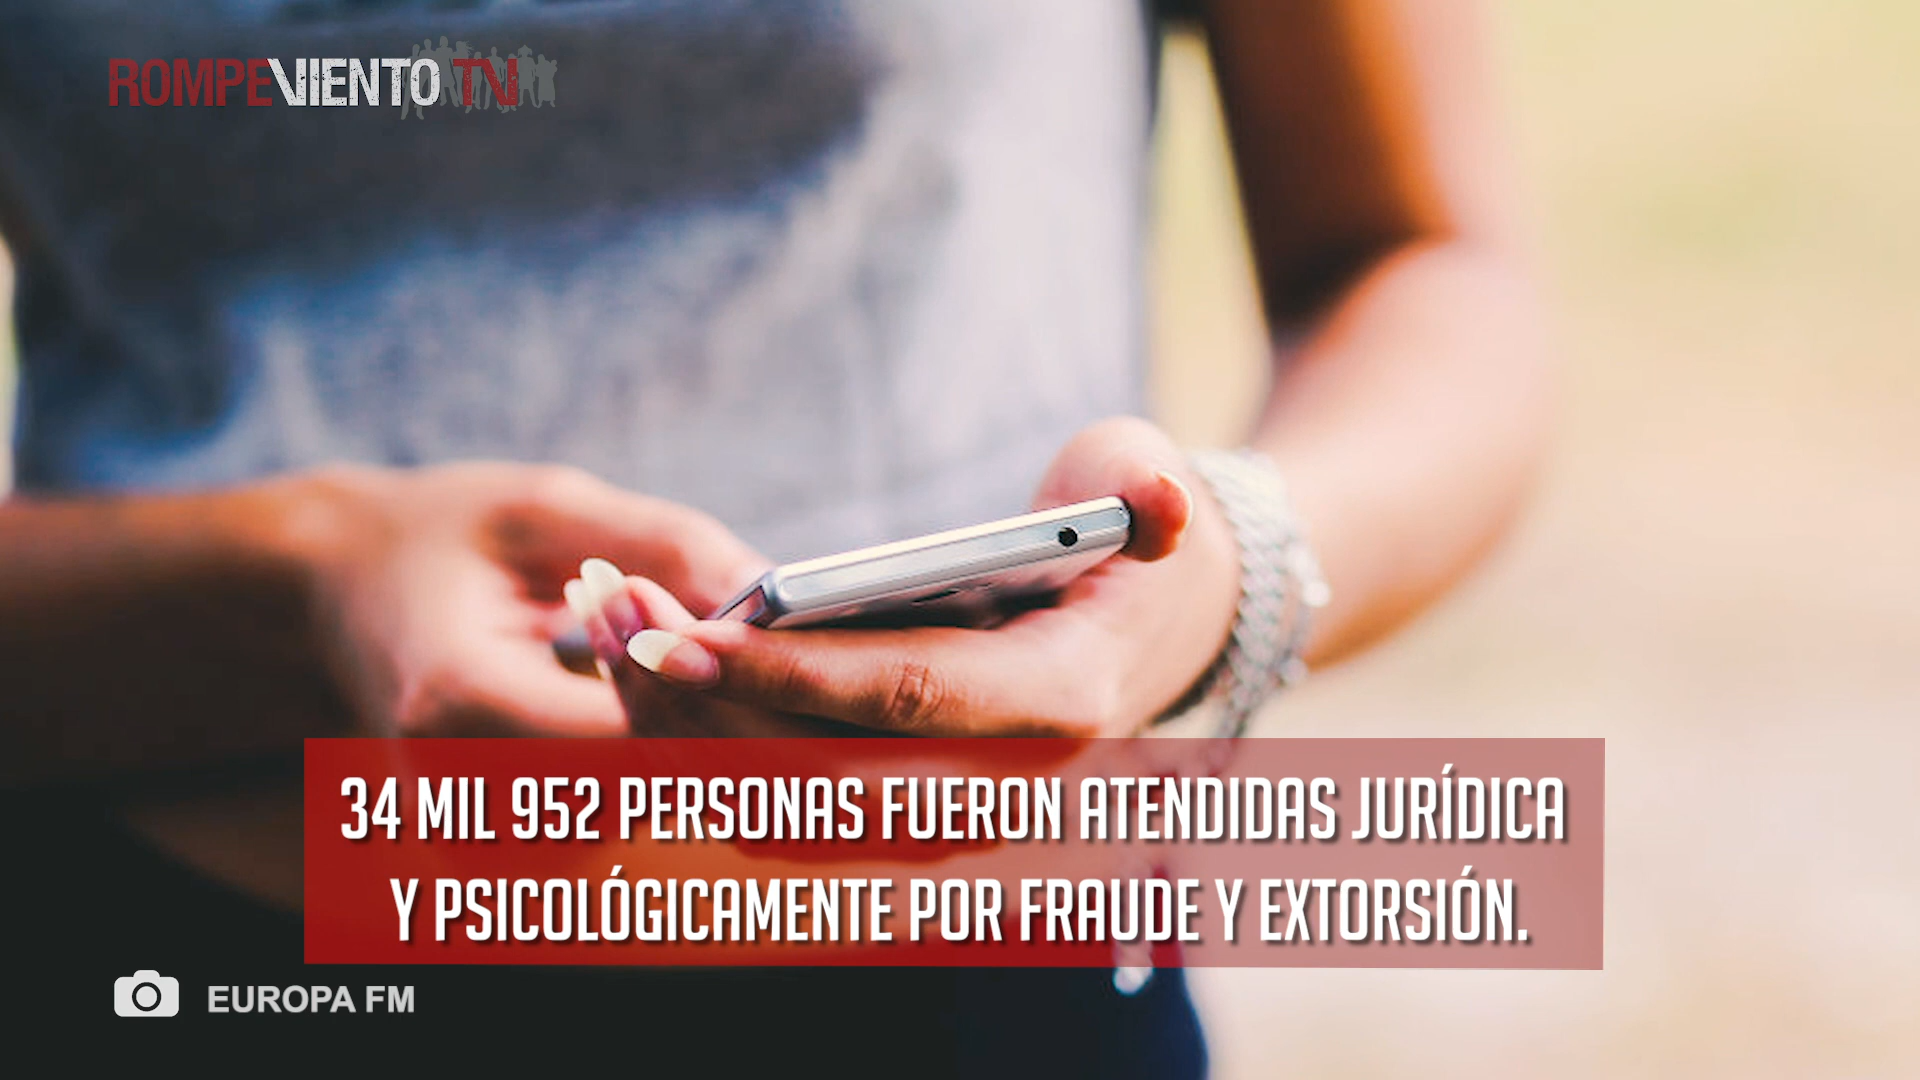 ROMPEVIENTO TV
34 MIL 952 PERSONAS FUERON ATENDIDAS JURÍDICA
Y PSICOLÓGICAMENTE POR FRAUDE Y EXTORSIÓN.
EUROPA FM